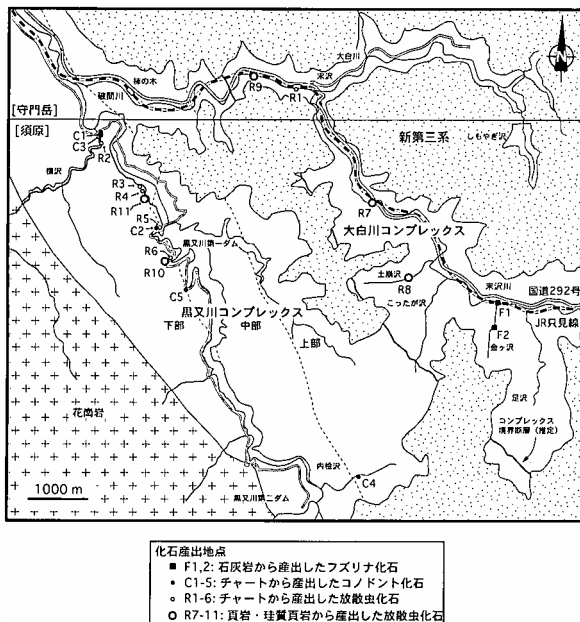 N
大白川
柿の木
末沢
破間川
R9
R1
[守門岳]
[須原]
新第三系
しもやぎ沢
C1
C3
R2
横沢
R3
R4
R11
R5
C2
R7
大白川コンプレックス
黒又川第一ダム
R6
R10
土崩沢
R8
こったが沢
末沢川
国道292号
C5
F1
JR只見線
黒又川コンプレックス
F2
金ヶ沢
下部
中部
上部
足沢
花崗岩
コンプレックス
境界断層(推定)
内桧沢
C4
1000 m
黒又川第二ダム
化石産出地点
■ F1,2: 石灰岩から産出したフズリナ化石
• C1-5: チャートから産出したコノドント化石
○ R1-6: チャートから産出した放散虫化石
○ R7-11: 頁岩・珪質頁岩から産出した放散虫化石